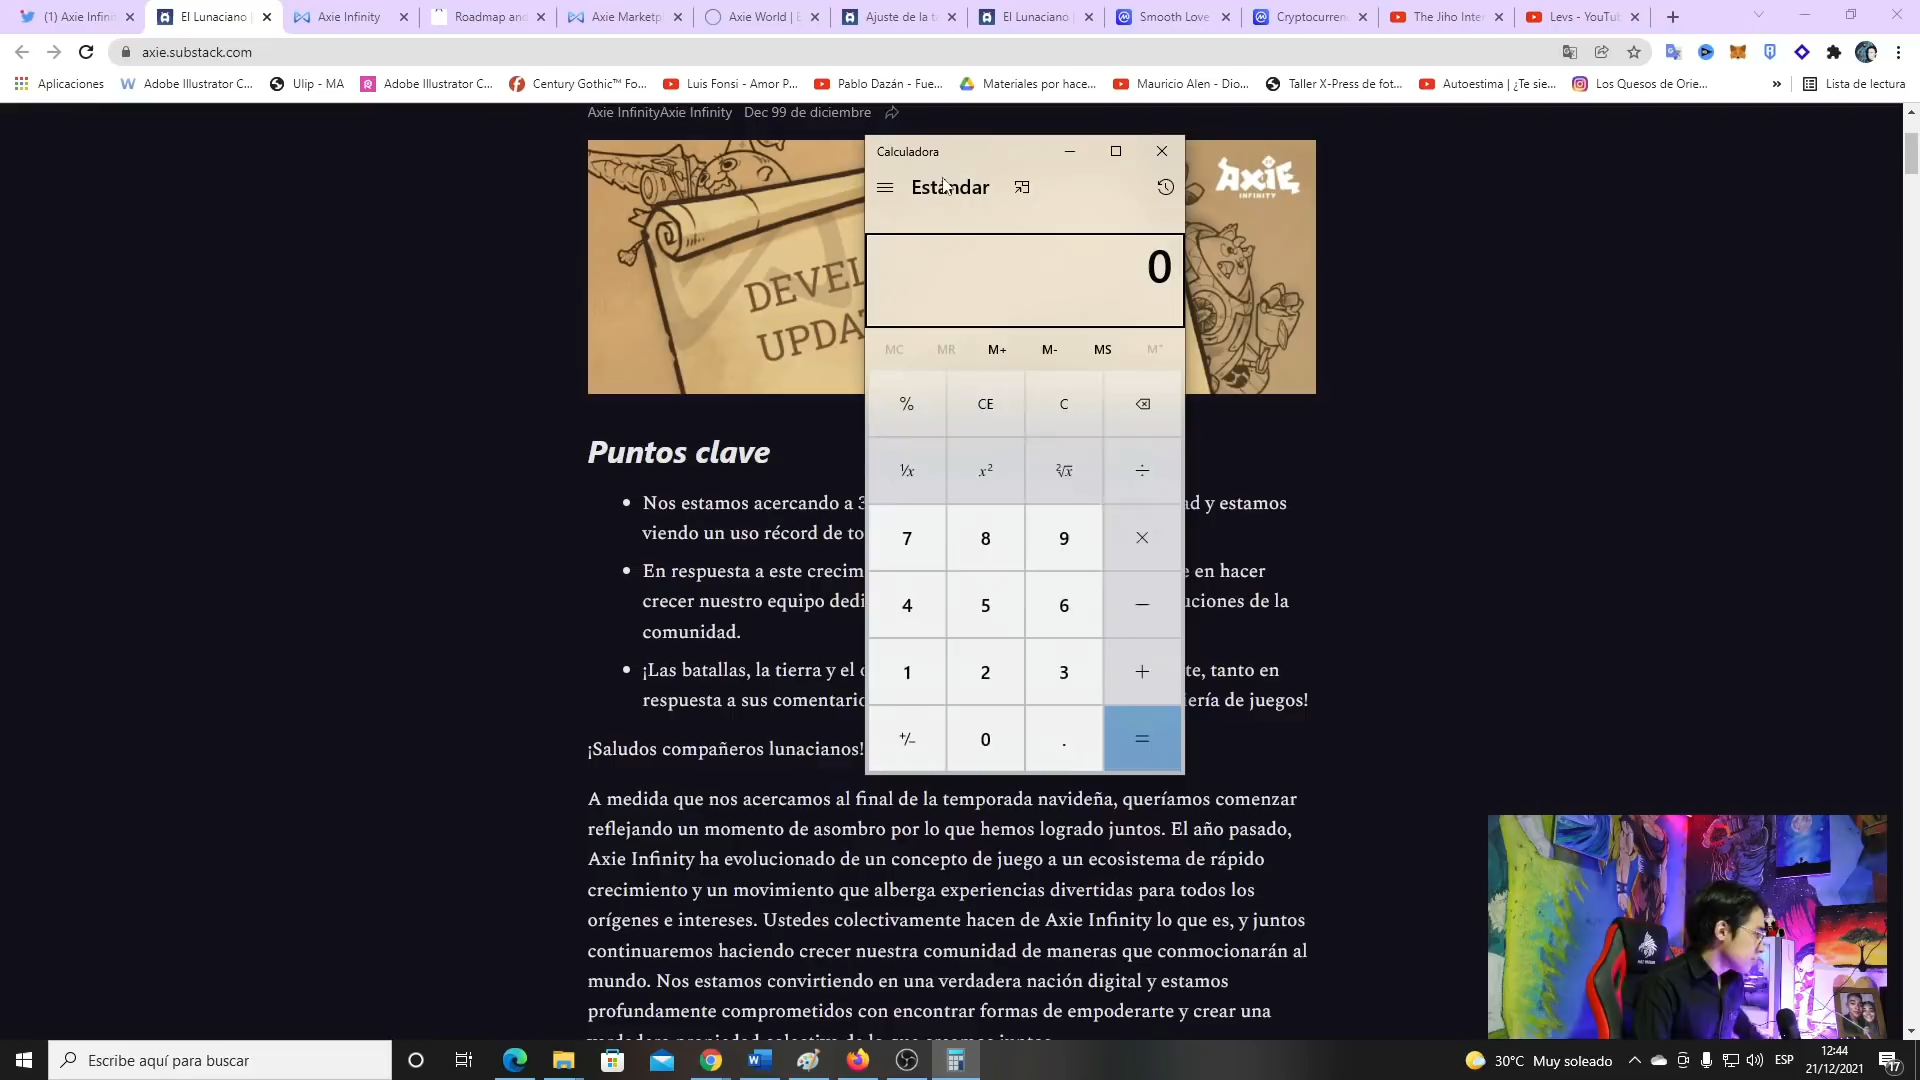 (1) Axie Infini
El Lunaciano |
Axie Infinity
Roadmap and
Axie Marketpl
Axie World | E
Ajuste de la t
El Lunaciano |
Smooth Love
Cryptocurren
The Jiho Inter
Levs - YouTub
axie.substack.com
Aplicaciones
Adobe Illustrator C...
Ulip - MA
Adobe Illustrator C...
Century Gothic™ Fo...
Luis Fonsi - Amor P...
Pablo Dazán - Fue...
Materiales por hace...
Mauricio Alen - Dio...
Taller X-Press de fot...
Autoestima | ¿Te sie...
Los Quesos de Orie...
»
Lista de lectura
Axie InfinityAxie Infinity Dec 99 de diciembre
DEVEL
UPDA
AXIE
INFINITY
Calculadora
Estándar
0
MC MR M+ M- MS M˅
% CE C
⅟x x² ²√x ÷
7 8 9 ×
4 5 6 −
1 2 3 +
+/− 0 . =
Puntos clave
• Nos estamos acercando a 3
d y estamos
viendo un uso récord de to
• En respuesta a este crecim
e en hacer
crecer nuestro equipo dedi
uciones de la
comunidad.
• ¡Las batallas, la tierra y el
te, tanto en
respuesta a sus comentario
iería de juegos!
¡Saludos compañeros lunacianos!
A medida que nos acercamos al final de la temporada navideña, queríamos comenzar
reflejando un momento de asombro por lo que hemos logrado juntos. El año pasado,
Axie Infinity ha evolucionado de un concepto de juego a un ecosistema de rápido
crecimiento y un movimiento que alberga experiencias divertidas para todos los
orígenes e intereses. Ustedes colectivamente hacen de Axie Infinity lo que es, y juntos
continuaremos haciendo crecer nuestra comunidad de maneras que conmocionarán al
mundo. Nos estamos convirtiendo en una verdadera nación digital y estamos
profundamente comprometidos con encontrar formas de empoderarte y crear una
Escribe aquí para buscar
30°C Muy soleado
ESP
12:44
21/12/2021
17